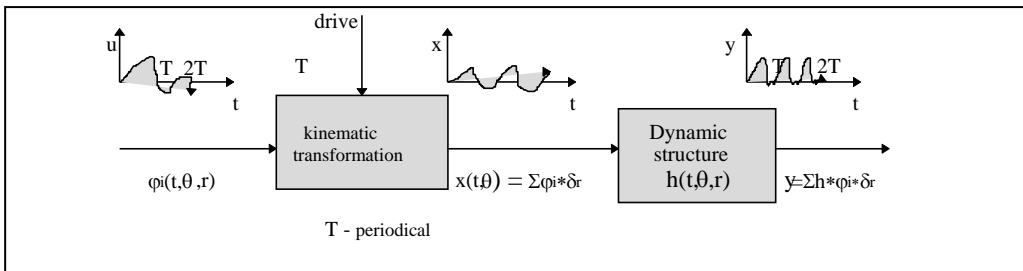 drive
u
T 2T
t
T
x
t
y
T 2T
t
kinematic
transformation
Dynamic
structure
h(t,θ,r)
φi(t,θ,r)
x(t,θ) = Σφi*δr
y=Σh*φi*δr
T - periodical